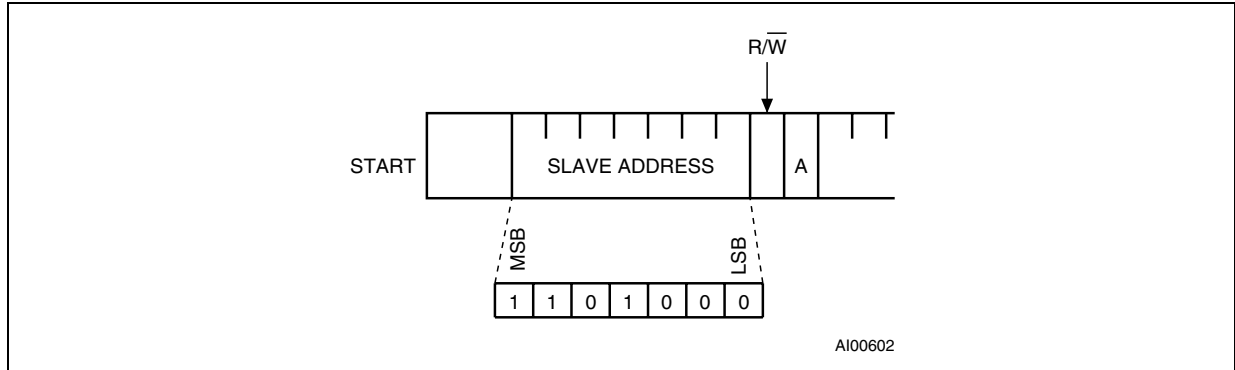 R/W̅
START SLAVE ADDRESS A
MSB LSB
1 1 0 1 0 0 0
AI00602